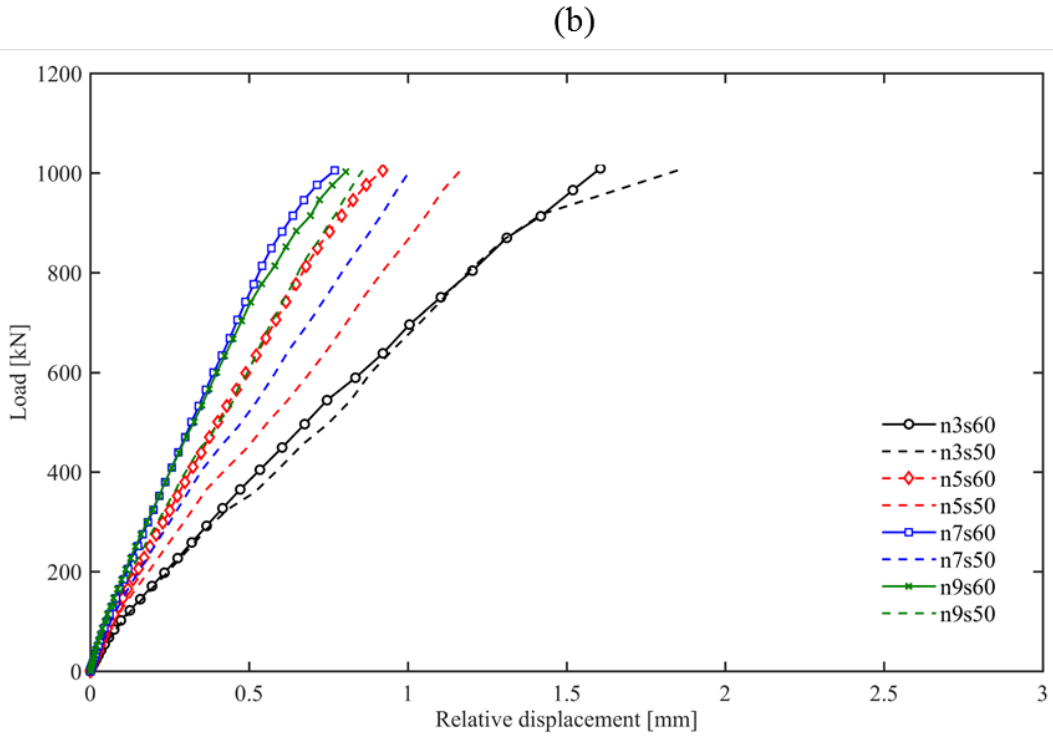 (b)
1200
1000
800
600
400
200
0
Load [kN]
n3s60
n3s50
n5s60
n5s50
n7s60
n7s50
n9s60
n9s50
0 0.5 1 1.5 2 2.5 3
Relative displacement [mm]